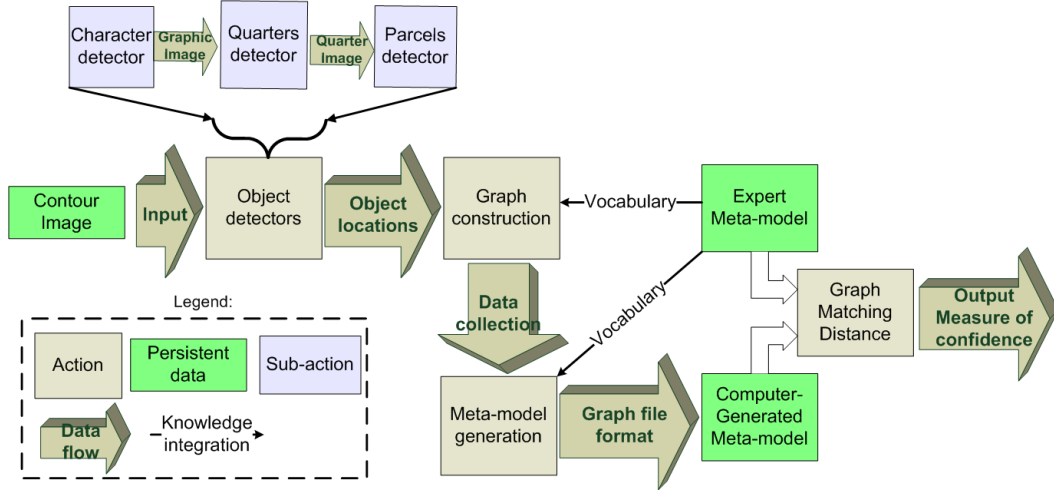 Character
detector
Graphic
Image
Quarters
detector
Quarter
Image
Parcels
detector
Contour
Image
Input
Object
detectors
Object
locations
Graph
construction
Vocabulary
Expert
Meta-model
Vocabulary
Data
collection
Graph
Matching
Distance
Output
Measure of
confidence
Meta-model
generation
Graph file
format
Computer-
Generated
Meta-model
Legend:
Action
Persistent
data
Sub-action
Data
flow
Knowledge
integration